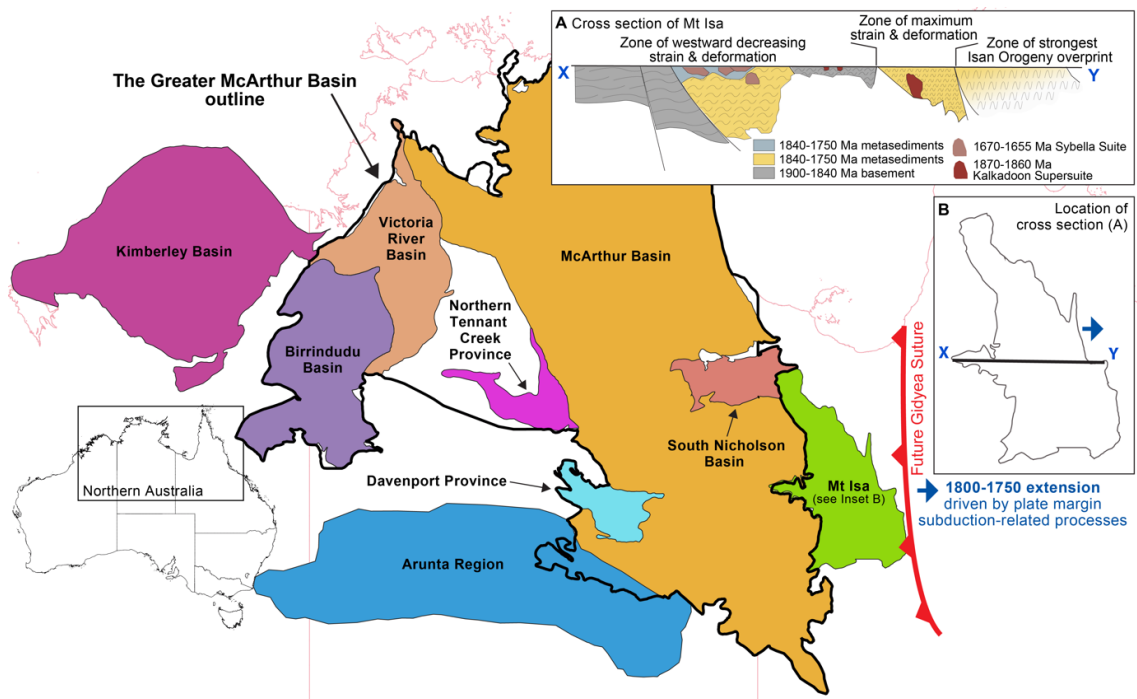 A Cross section of Mt Isa
Zone of westward decreasing
strain & deformation
Zone of maximum
strain & deformation
Zone of strongest
Isan Orogeny overprint
X
Y
1840-1750 Ma metasediments
1840-1750 Ma metasediments
1900-1840 Ma basement
1670-1655 Ma Sybella Suite
1870-1860 Ma
Kalkadoon Supersuite
The Greater McArthur Basin
outline
Kimberley Basin
Victoria
River
Basin
McArthur Basin
Birrindudu
Basin
Northern
Tennant
Creek
Province
B
Location of
cross section (A)
X
Y
South Nicholson
Basin
Future Gidyea Suture
Mt Isa
(see Inset B)
Northern Australia
Davenport Province
1800-1750 extension
driven by plate margin
subduction-related processes
Arunta Region